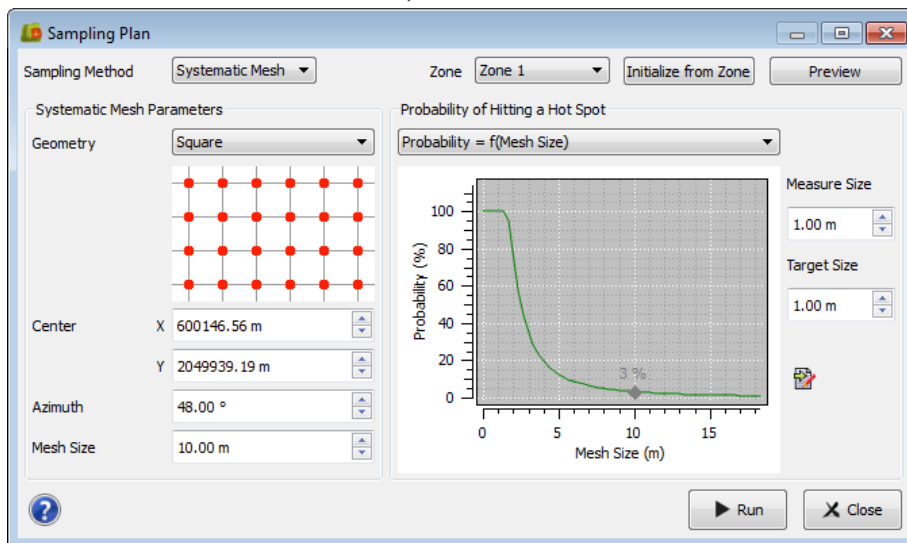 Sampling Plan
Sampling Method Systematic Mesh Zone Zone 1 Initialize from Zone Preview
Systematic Mesh Parameters
Geometry Square
Center X 600146.56 m
Y 2049939.19 m
Azimuth 48.00 °
Mesh Size 10.00 m
Probability of Hitting a Hot Spot
Probability = f(Mesh Size)
Probability (%)
100
80
60
40
20
0
3 %
0 5 10 15
Mesh Size (m)
Measure Size
1.00 m
Target Size
1.00 m
? Run X Close